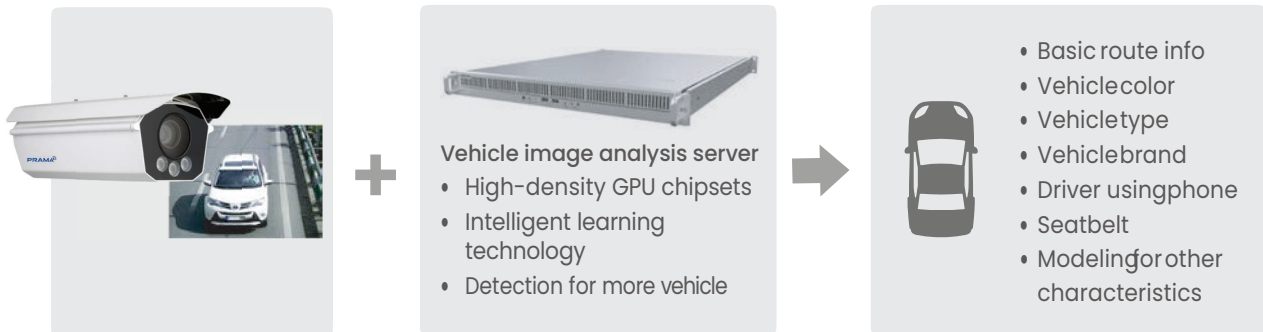 PRAMA
Vehicle image analysis server
• High-density GPU chipsets
• Intelligent learning
technology
• Detection for more vehicle
• Basic route info
• Vehiclecolor
• Vehicletype
• Vehiclebrand
• Driver usingphone
• Seatbelt
• Modelingforother
characteristics